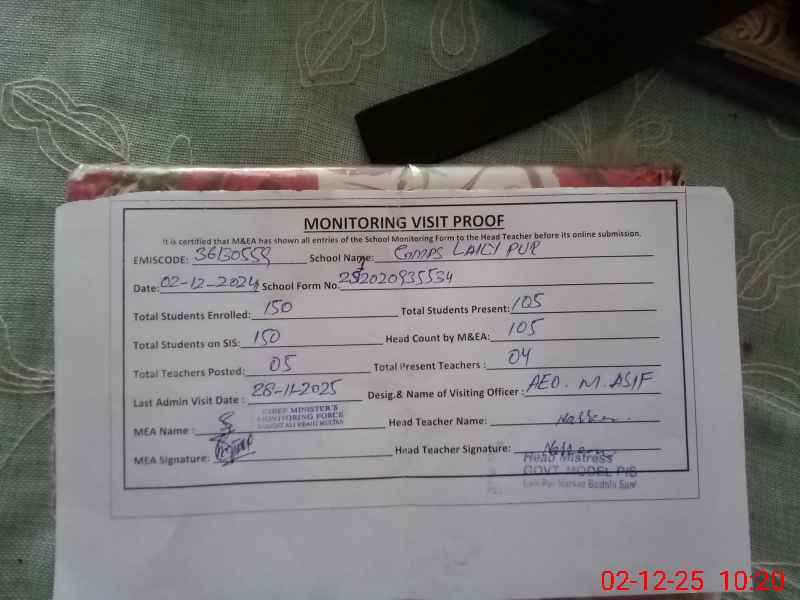 MONITORING VISIT PROOF
It is certified that M&EA has shown all entries of the School Monitoring Form to the Head Teacher before its online submission.
EMISCODE: 36130559 School Name: GMPS LAILY PUR
Date: 02-12-2024 School Form No. 252020935534
Total Students Enrolled: 150 Total Students Present: 105
Total Students on SIS: 150 Head Count by M&EA: 105
Total Teachers Posted: 05 Total Present Teachers : 04
Last Admin Visit Date : 28-11-2025 Desig.& Name of Visiting Officer : AEO. M. ASIF
MEA Name : CHIEF MINISTER'S MONITORING FORCE Head Teacher Name:
MEA Signature: Head Teacher Signature:
Head Mistress
GOVT MODEL P/S
02-12-25 10:20